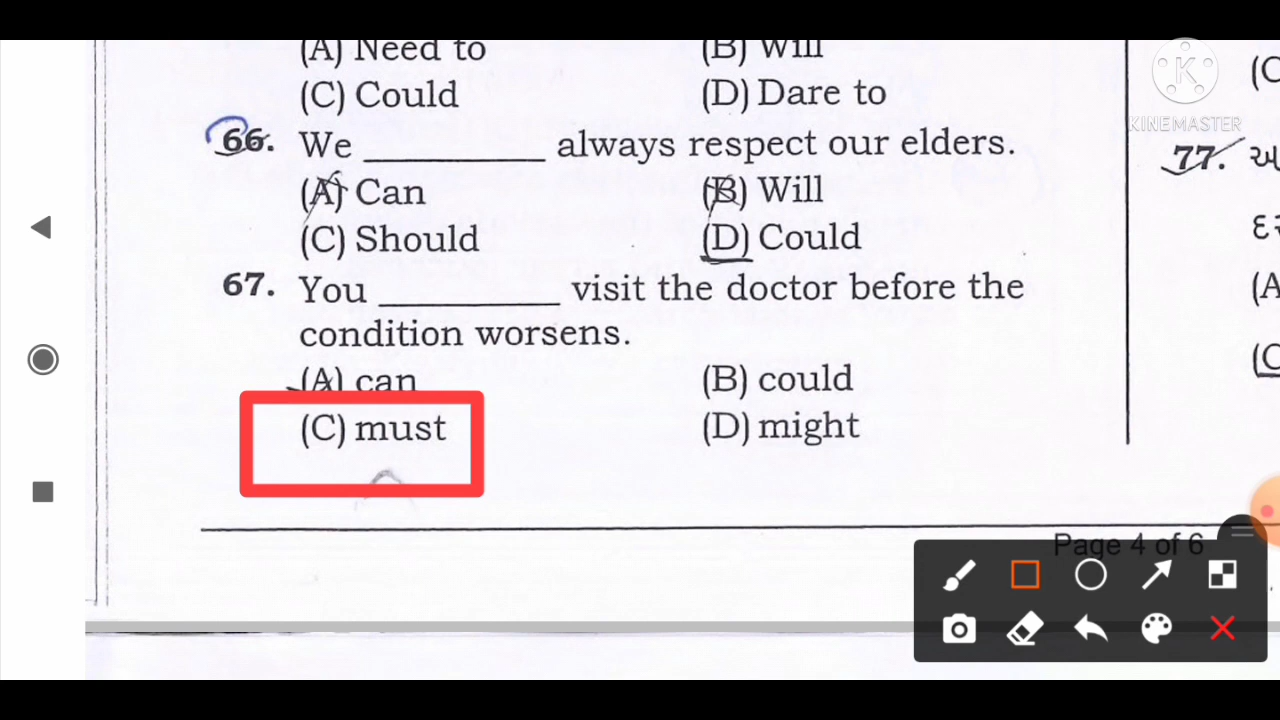 (A) Need to (B) Will
(C) Could (D) Dare to
66. We __________ always respect our elders.
(A) Can (B) Will
(C) Should (D) Could
67. You __________ visit the doctor before the
condition worsens.
(A) can (B) could
(C) must (D) might
Page 4 of 6
K
KINEMASTER
(C
77. અ
દર
(A
(C